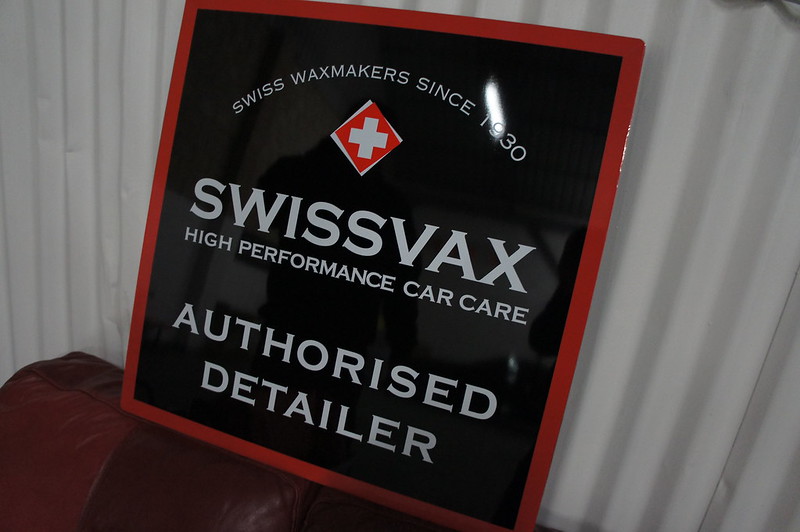 SWISS WAXMAKERS SINCE 1930
SWISSVAX
HIGH PERFORMANCE CAR CARE
AUTHORISED
DETAILER